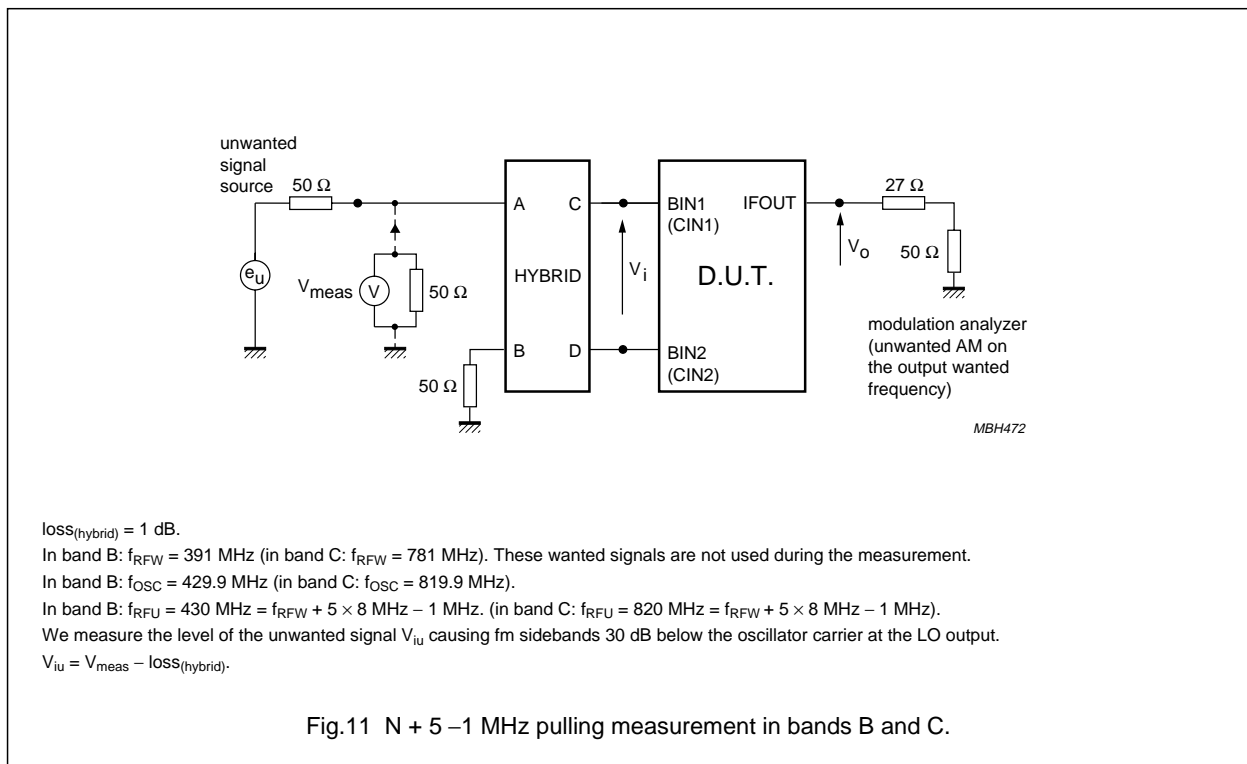 unwanted
signal
source
50 Ω
e_u
V_meas
V
50 Ω
A
C
HYBRID
B
D
50 Ω
V_i
BIN1
(CIN1)
IFOUT
D.U.T.
BIN2
(CIN2)
V_o
27 Ω
50 Ω
modulation analyzer
(unwanted AM on
the output wanted
frequency)
MBH472
loss(hybrid) = 1 dB.
In band B: fRFW = 391 MHz (in band C: fRFW = 781 MHz). These wanted signals are not used during the measurement.
In band B: fOSC = 429.9 MHz (in band C: fOSC = 819.9 MHz).
In band B: fRFU = 430 MHz = fRFW + 5 × 8 MHz − 1 MHz. (in band C: fRFU = 820 MHz = fRFW + 5 × 8 MHz − 1 MHz).
We measure the level of the unwanted signal Viu causing fm sidebands 30 dB below the oscillator carrier at the LO output.
Viu = Vmeas − loss(hybrid).
Fig.11 N + 5 −1 MHz pulling measurement in bands B and C.